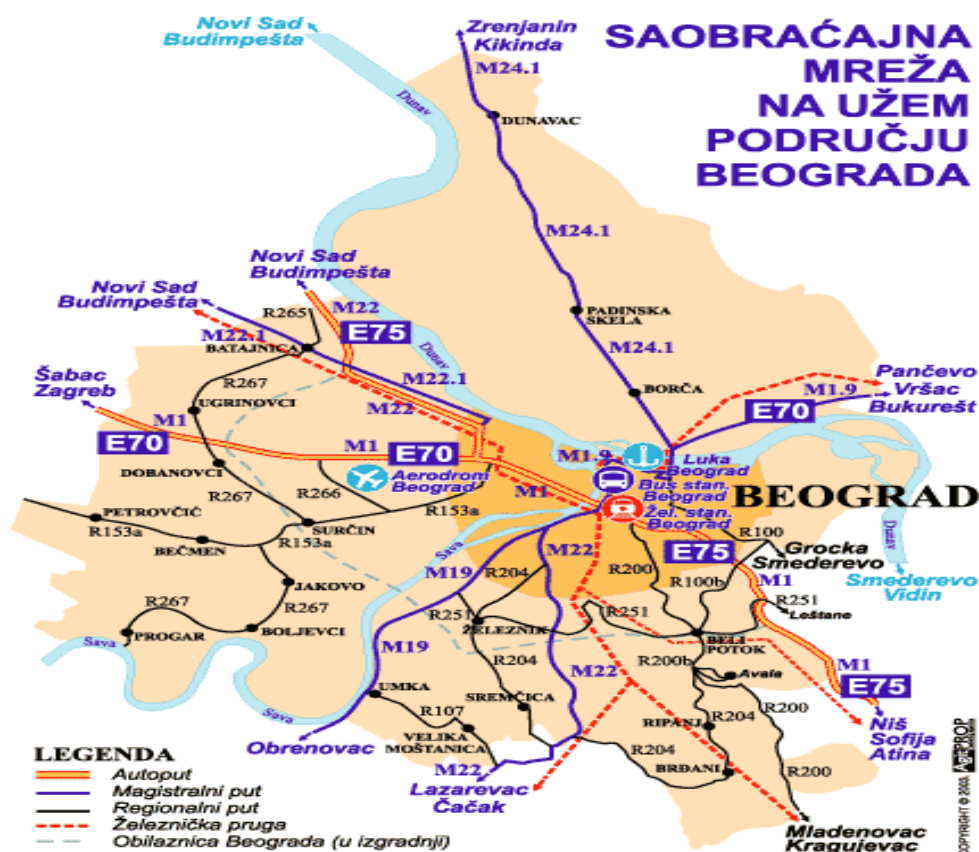 SAOBRAĆAJNA
MREŽA
NA UŽEM
PODRUČJU
BEOGRADA
Novi Sad
Budimpešta
Zrenjanin
Kikinda
M24.1
Dunav
DUNAVAC
M24.1
Novi Sad
Budimpešta
Novi Sad
Budimpešta
R265
M22
E75
M22.1
BATAJNICA
PADINSKA
SKELA
M24.1
Dunav
Šabac
Zagreb
R267
M22.1
UGRINOVCI
M22
BORČA
Pančevo
Vršac
Bukurešt
M1.9
E70
M1
E70
M1
E70
DOBANOVCI
Aerodrom
Beograd
M1.9
Luka
Beograd
Bus stan.
Beograd
Žel. stan.
Beograd
BEOGRAD
M1
R267
R266
R153a
PETROVČIĆ
R153a
SURČIN
R153a
BEČMEN
Sava
R100
E75
Grocka
Smederevo
Dunav
M22
M19
R204
R200
R100b
M1
Smederevo
Vidin
JAKOVO
R267
R267
R251
R251
R251
Leštane
PROGAR
BOLJEVCI
ŽELEZNIK
BELI
POTOK
Sava
M19
R204
M22
R200b
Avala
M1
E75
UMKA
SREMČICA
Sava
R107
RIPANJ
R204
R200
Niš
Sofija
Atina
VELIKA
MOŠTANICA
Obrenovac
R204
BRĐANI
R200
M22
Lazarevac
Čačak
Mladenovac
Kragujevac
LEGENDA
Autoput
Magistralni put
Regionalni put
Železnička pruga
Obilaznica Beograda (u izgradnji)
COPYRIGHT © 2003. AgitPROP